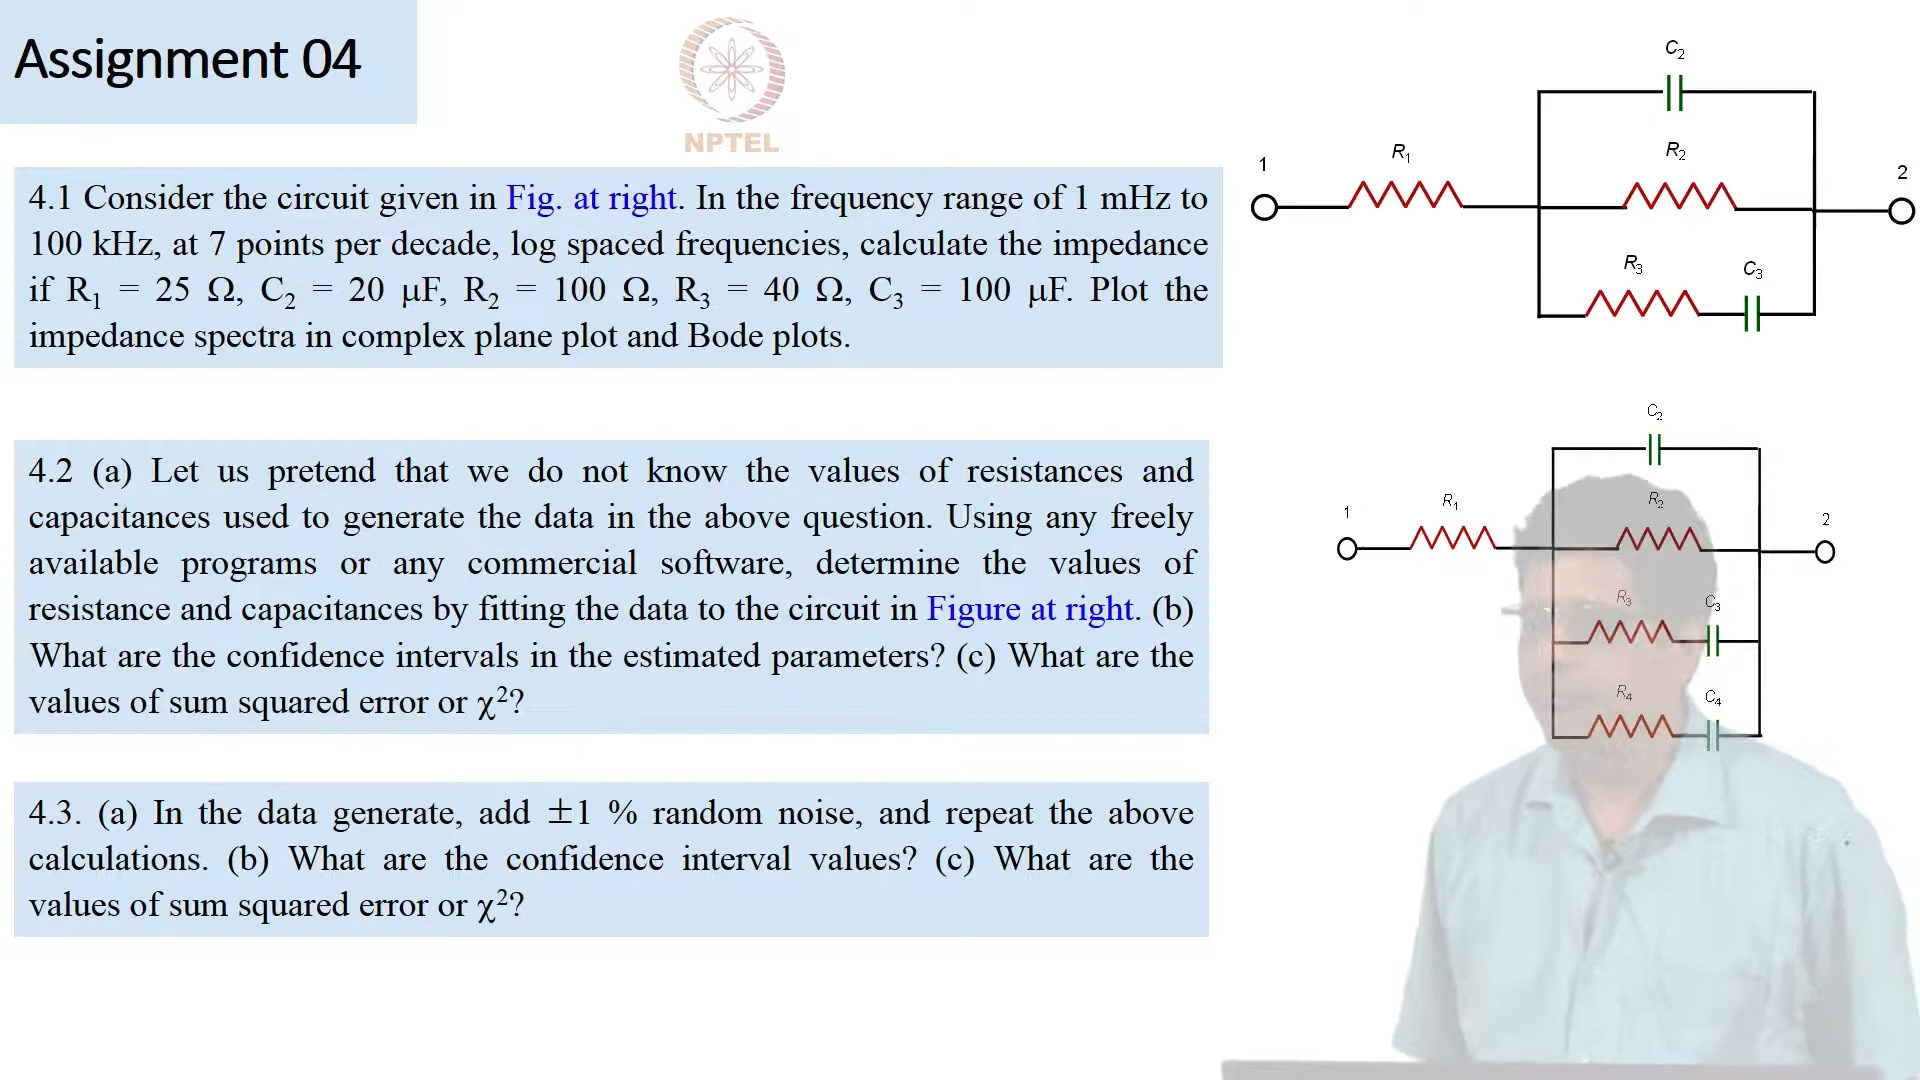 Assignment 04
NPTEL
4.1 Consider the circuit given in Fig. at right. In the frequency range of 1 mHz to
100 kHz, at 7 points per decade, log spaced frequencies, calculate the impedance
if R₁ = 25 Ω, C₂ = 20 μF, R₂ = 100 Ω, R₃ = 40 Ω, C₃ = 100 μF. Plot the
impedance spectra in complex plane plot and Bode plots.
C₂
R₁
R₂
1
2
R₃
C₃
4.2 (a) Let us pretend that we do not know the values of resistances and
capacitances used to generate the data in the above question. Using any freely
available programs or any commercial software, determine the values of
resistance and capacitances by fitting the data to the circuit in Figure at right. (b)
What are the confidence intervals in the estimated parameters? (c) What are the
values of sum squared error or χ²?
C₂
R₁
R₂
1
2
R₃
C₃
R₄
C₄
4.3. (a) In the data generate, add ±1 % random noise, and repeat the above
calculations. (b) What are the confidence interval values? (c) What are the
values of sum squared error or χ²?